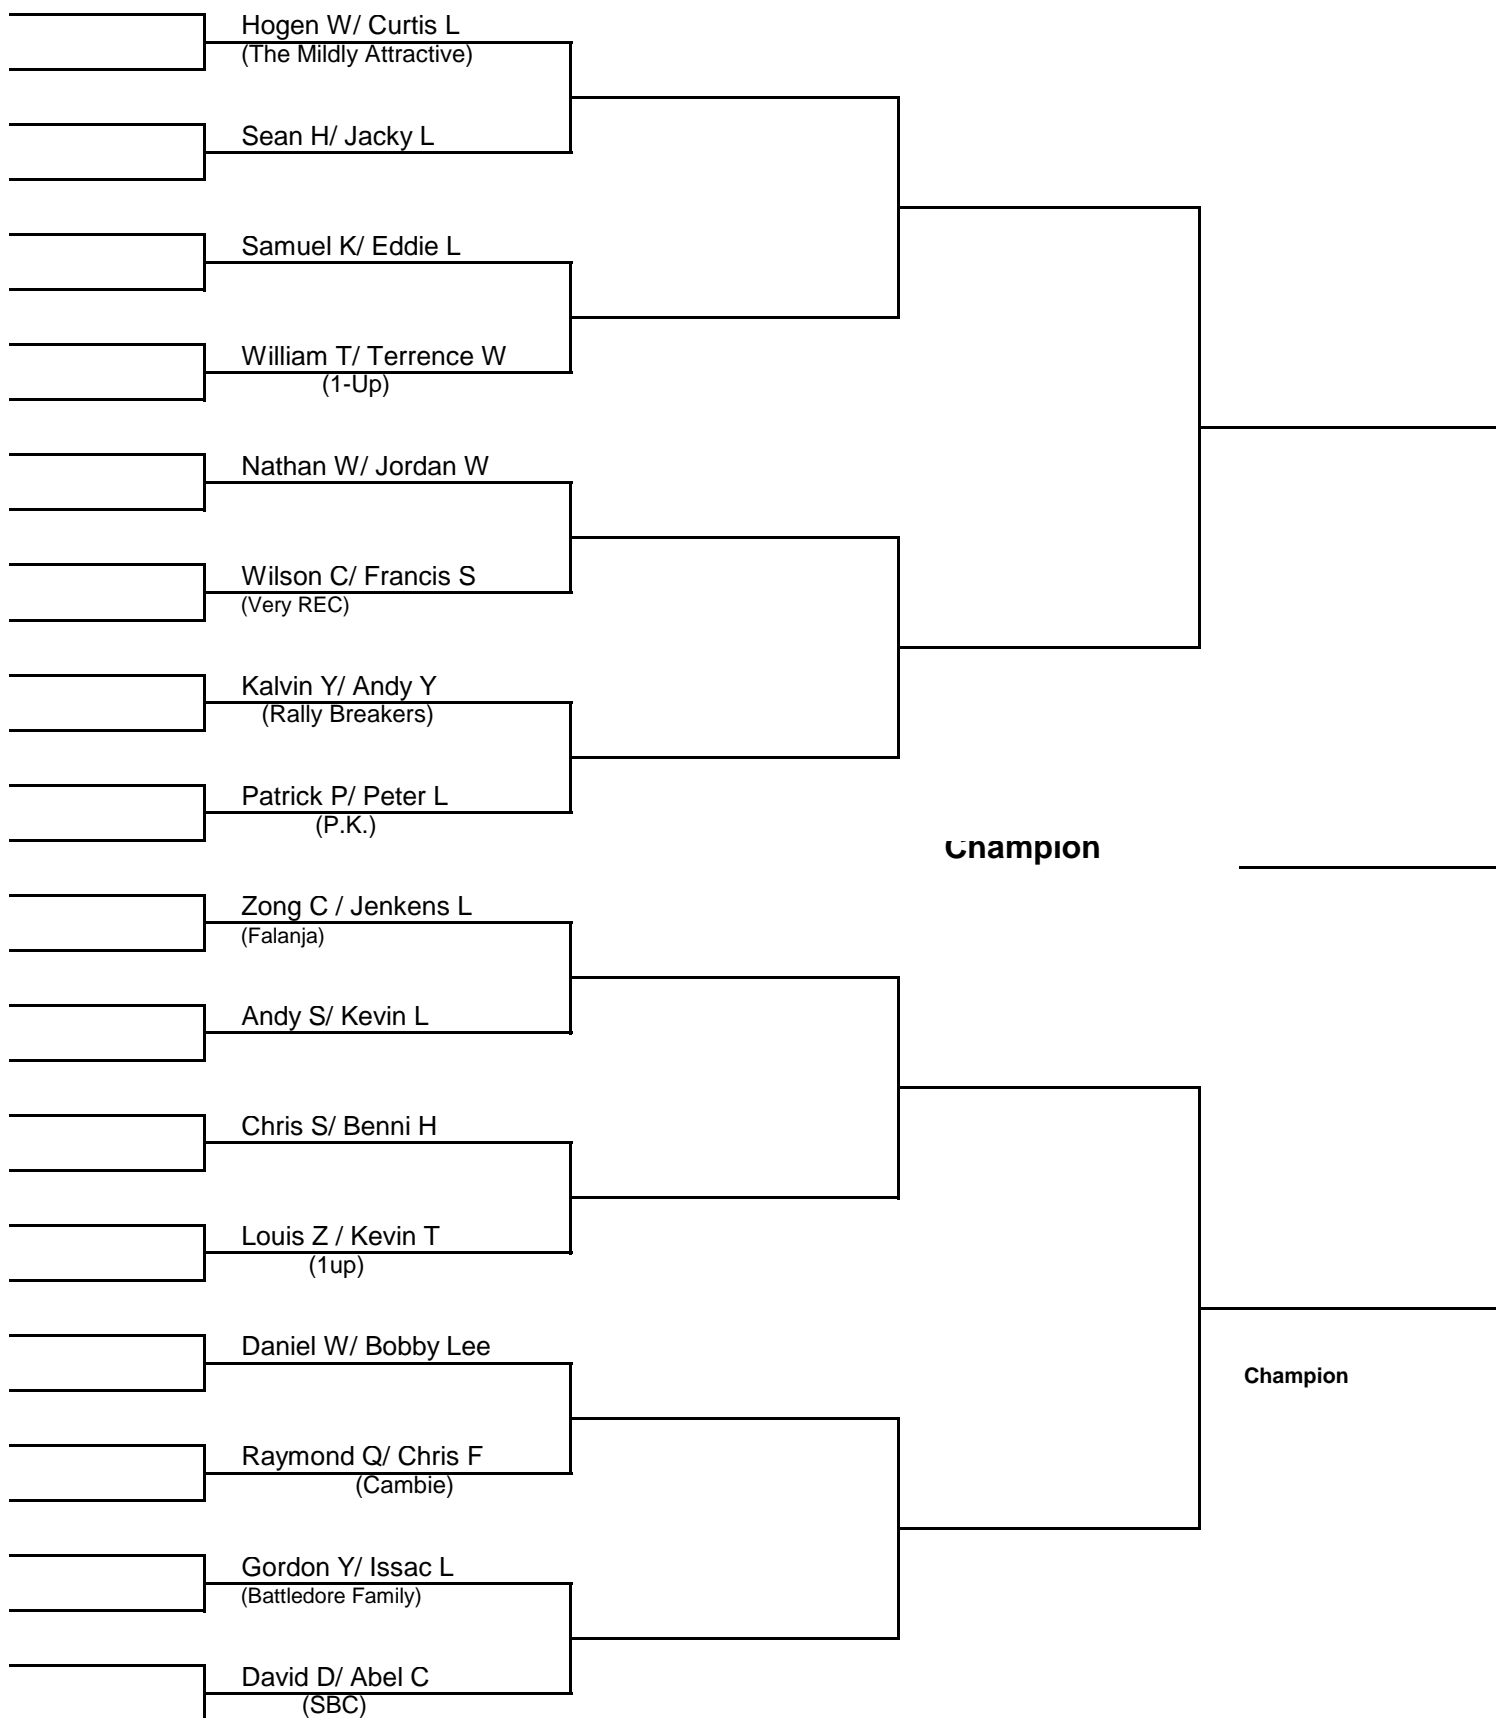 Hogen W/ Curtis L
(The Mildly Attractive)
Sean H/ Jacky L
Samuel K/ Eddie L
William T/ Terrence W
(1-Up)
Nathan W/ Jordan W
Wilson C/ Francis S
(Very REC)
Kalvin Y/ Andy Y
(Rally Breakers)
Patrick P/ Peter L
(P.K.)
Champion
Zong C / Jenkens L
(Falanja)
Andy S/ Kevin L
Chris S/ Benni H
Louis Z / Kevin T
(1up)
Daniel W/ Bobby Lee
Champion
Raymond Q/ Chris F
(Cambie)
Gordon Y/ Issac L
(Battledore Family)
David D/ Abel C
(SBC)